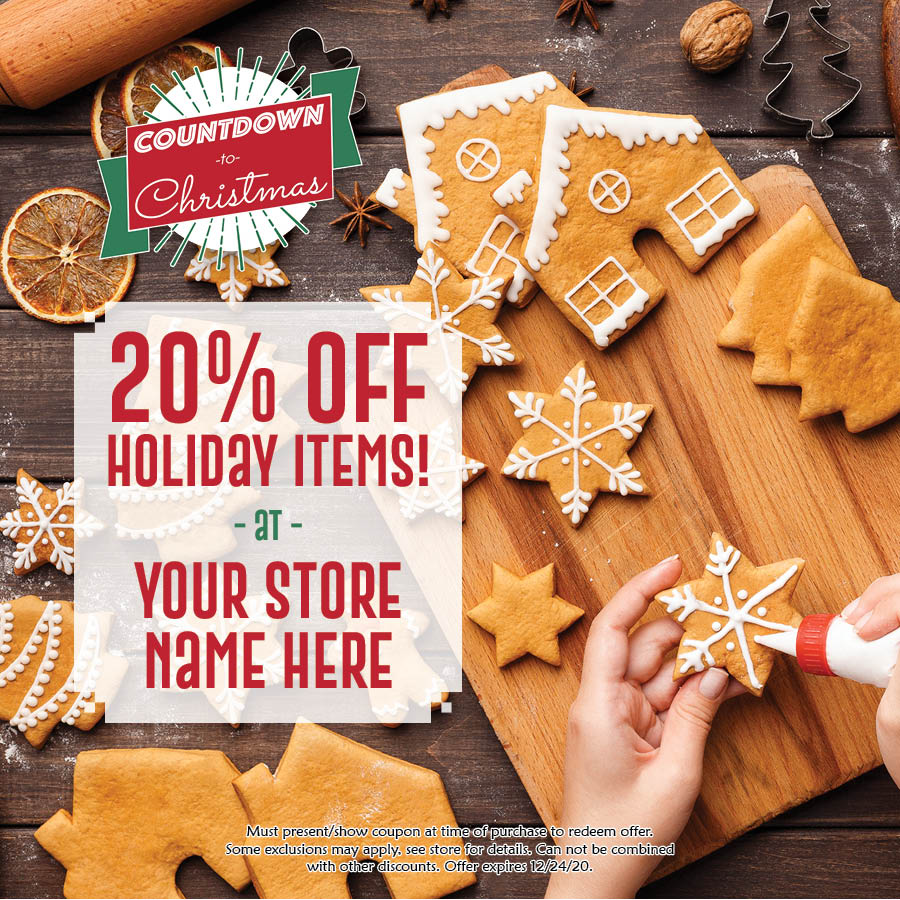 COUNTDOWN
-to-
Christmas
20% OFF
HOLIDAY ITEMS!
- at -
YOUR STORE
NAME HERE
Must present/show coupon at time of purchase to redeem offer.
Some exclusions may apply, see store for details. Can not be combined
with other discounts. Offer expires 12/24/20.